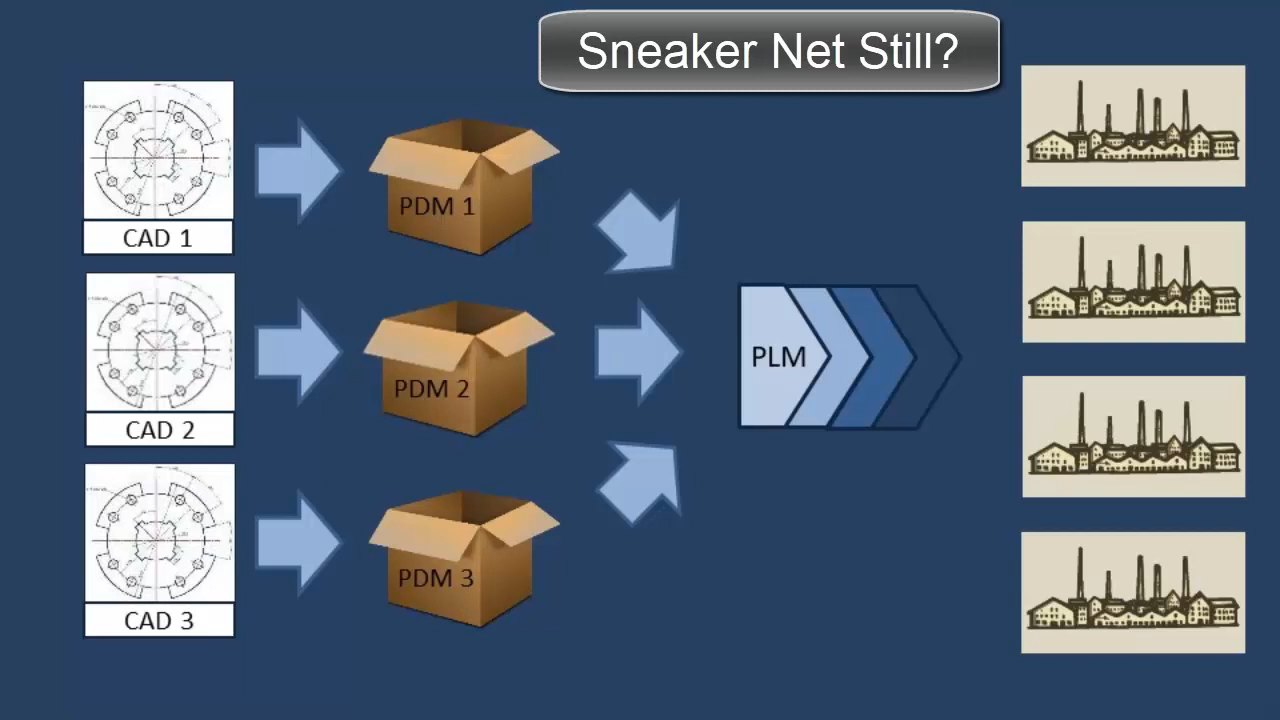 Sneaker Net Still?
CAD 1
PDM 1
CAD 2
PDM 2
PLM
CAD 3
PDM 3